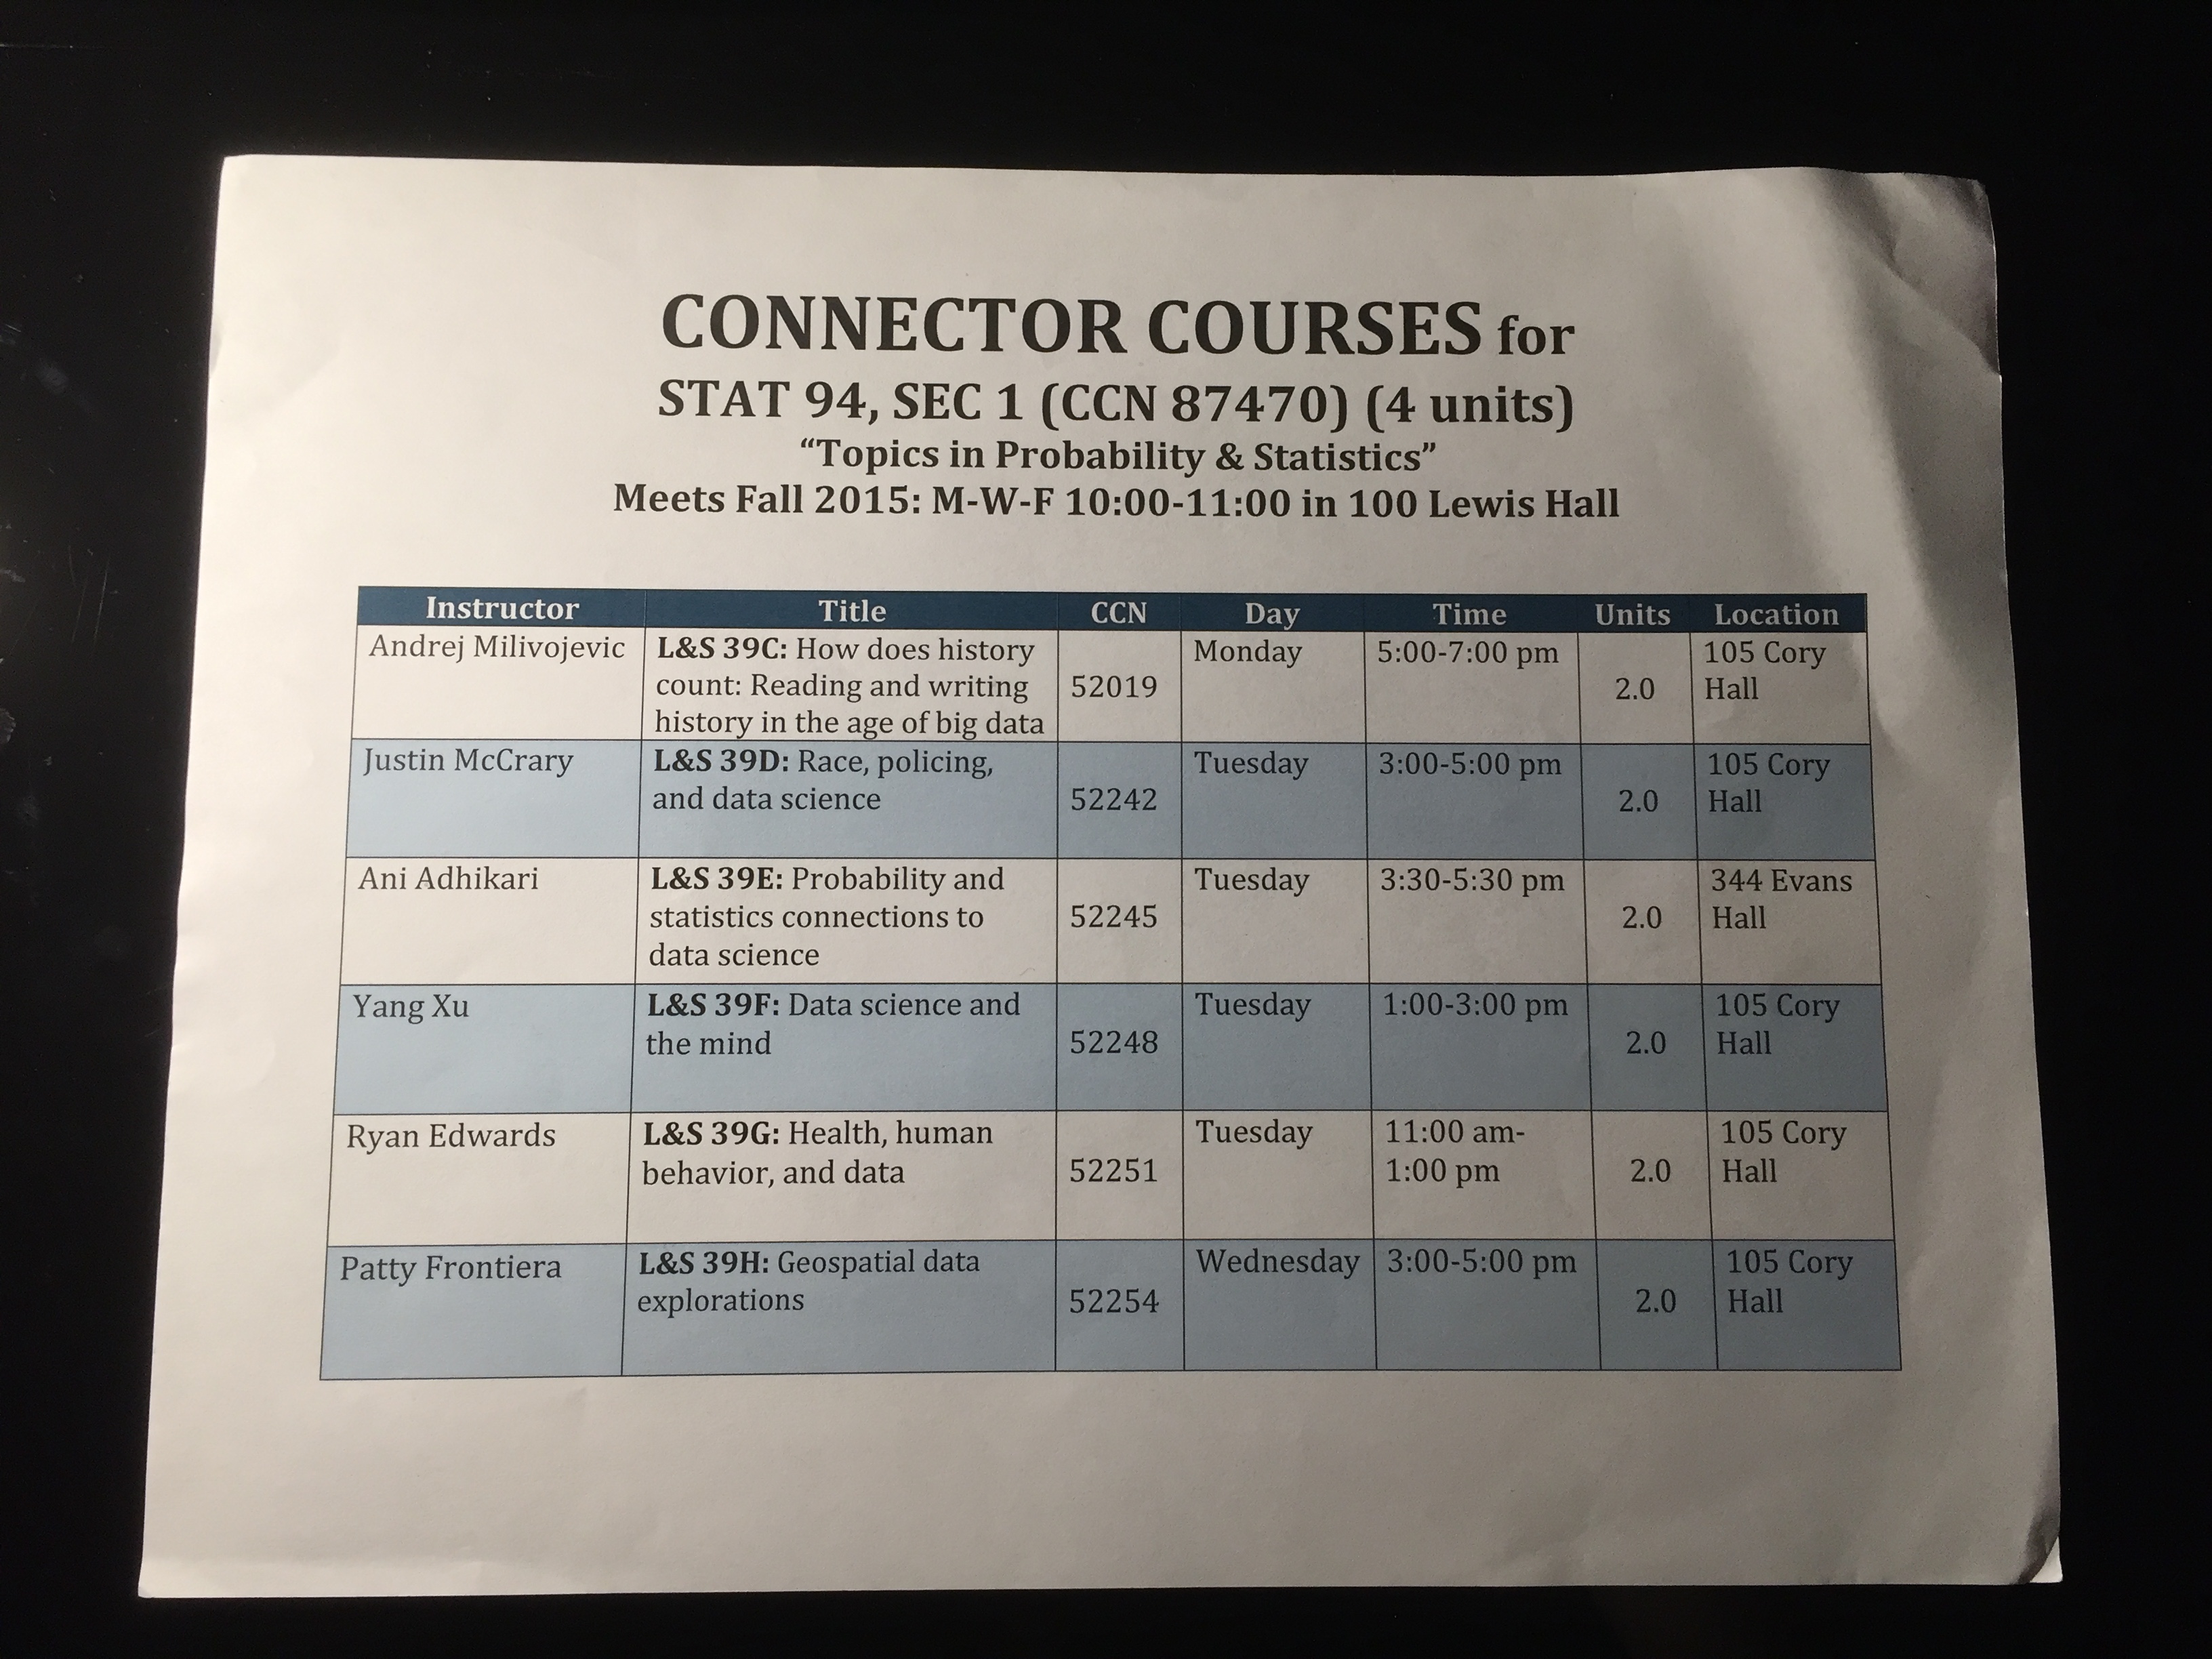 CONNECTOR COURSES for
STAT 94, SEC 1 (CCN 87470) (4 units)
“Topics in Probability & Statistics”
Meets Fall 2015: M-W-F 10:00-11:00 in 100 Lewis Hall
Instructor Title CCN Day Time Units Location
Andrej Milivojevic L&S 39C: How does history Monday 5:00-7:00 pm 105 Cory
count: Reading and writing 52019 2.0 Hall
history in the age of big data
Justin McCrary L&S 39D: Race, policing, Tuesday 3:00-5:00 pm 105 Cory
and data science 52242 2.0 Hall
Ani Adhikari L&S 39E: Probability and Tuesday 3:30-5:30 pm 344 Evans
statistics connections to 52245 2.0 Hall
data science
Yang Xu L&S 39F: Data science and Tuesday 1:00-3:00 pm 105 Cory
the mind 52248 2.0 Hall
Ryan Edwards L&S 39G: Health, human Tuesday 11:00 am- 105 Cory
behavior, and data 52251 1:00 pm 2.0 Hall
Patty Frontiera L&S 39H: Geospatial data Wednesday 3:00-5:00 pm 105 Cory
explorations 52254 2.0 Hall